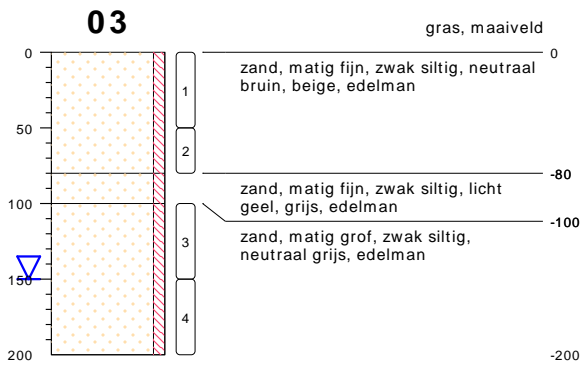 03
gras, maaiveld
0
0
zand, matig fijn, zwak siltig, neutraal
bruin, beige, edelman
1
50
2
-80
zand, matig fijn, zwak siltig, licht
geel, grijs, edelman
100
-100
zand, matig grof, zwak siltig,
neutraal grijs, edelman
3
150
4
200
-200